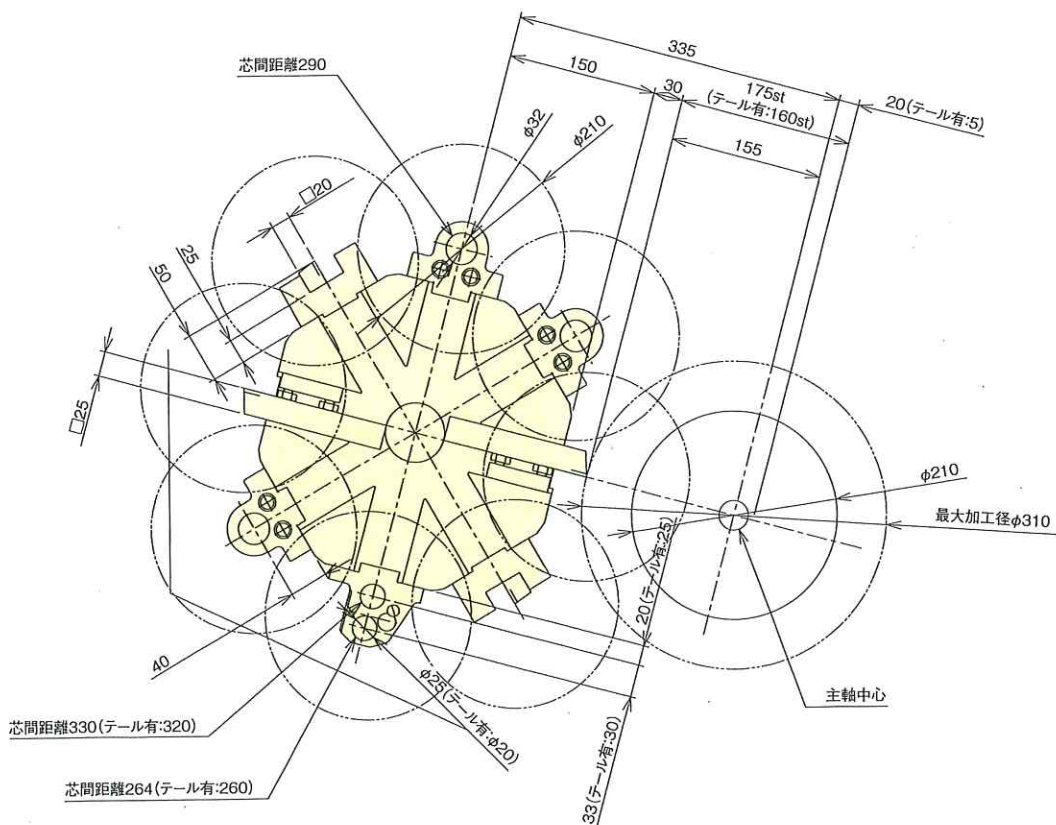 芯間距離290
335
150
30
175st
(テール有:160st)
20(テール有:5)
155
φ32
φ210
□20
25
50
□25
φ210
最大加工径φ310
20(テール有:25)
主軸中心
40
φ25(テール有:φ20)
33(テール有:30)
芯間距離330(テール有:320)
芯間距離264(テール有:260)